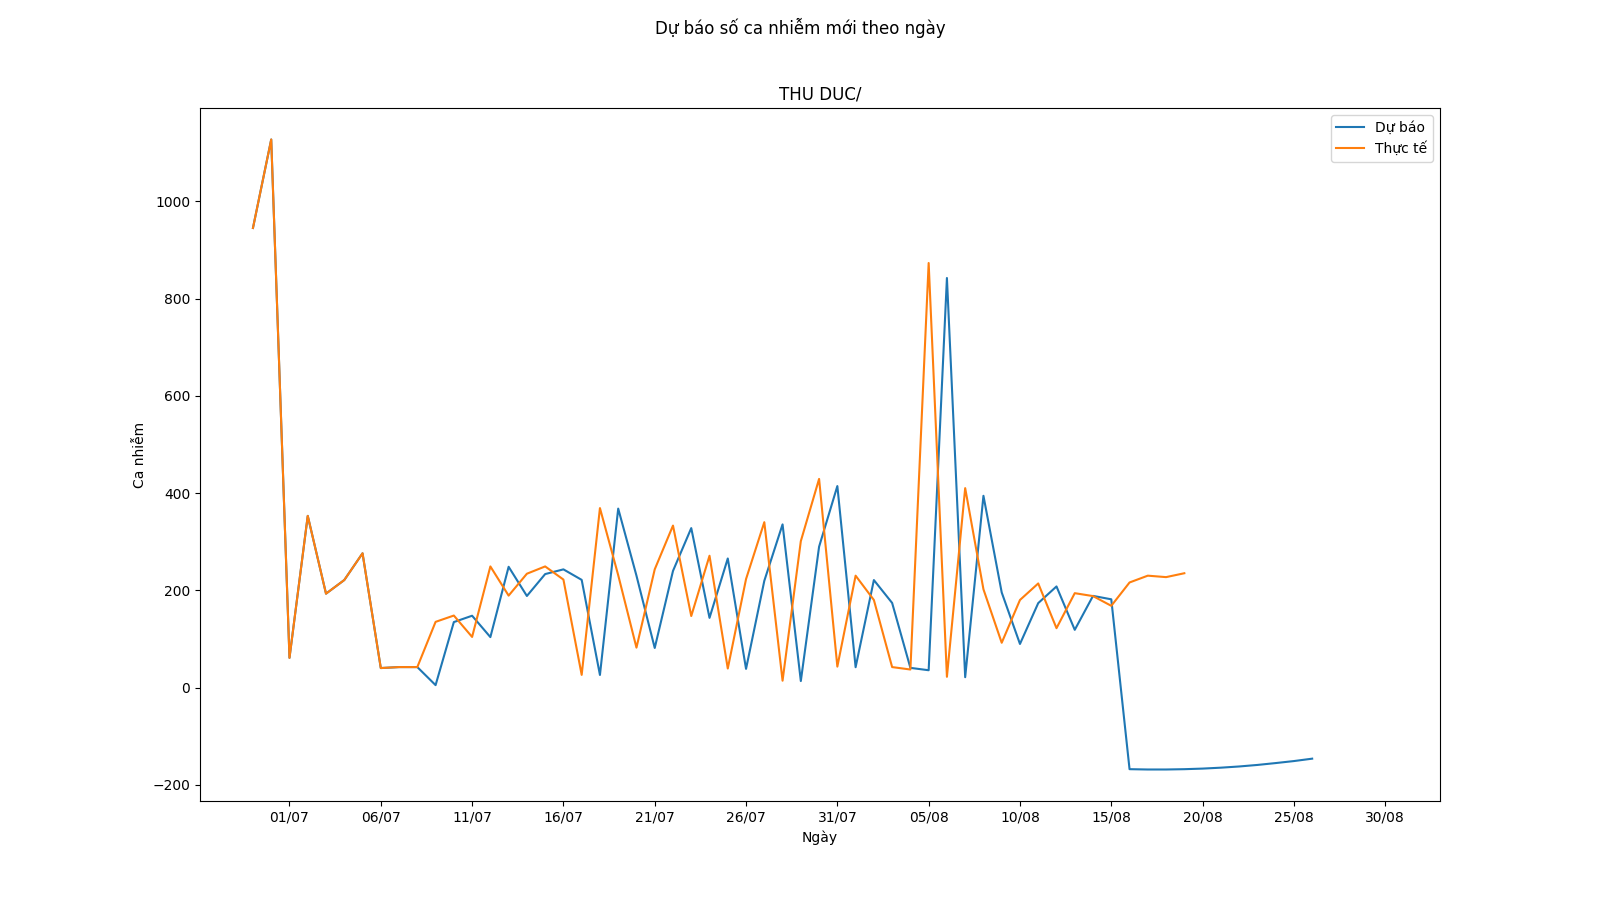 Dự báo số ca nhiễm mới theo ngày
THU DUC/
Dự báo
Thực tế
1000
800
600
400
200
0
−200
Ca nhiễm
01/07 06/07 11/07 16/07 21/07 26/07 31/07 05/08 10/08 15/08 20/08 25/08 30/08
Ngày